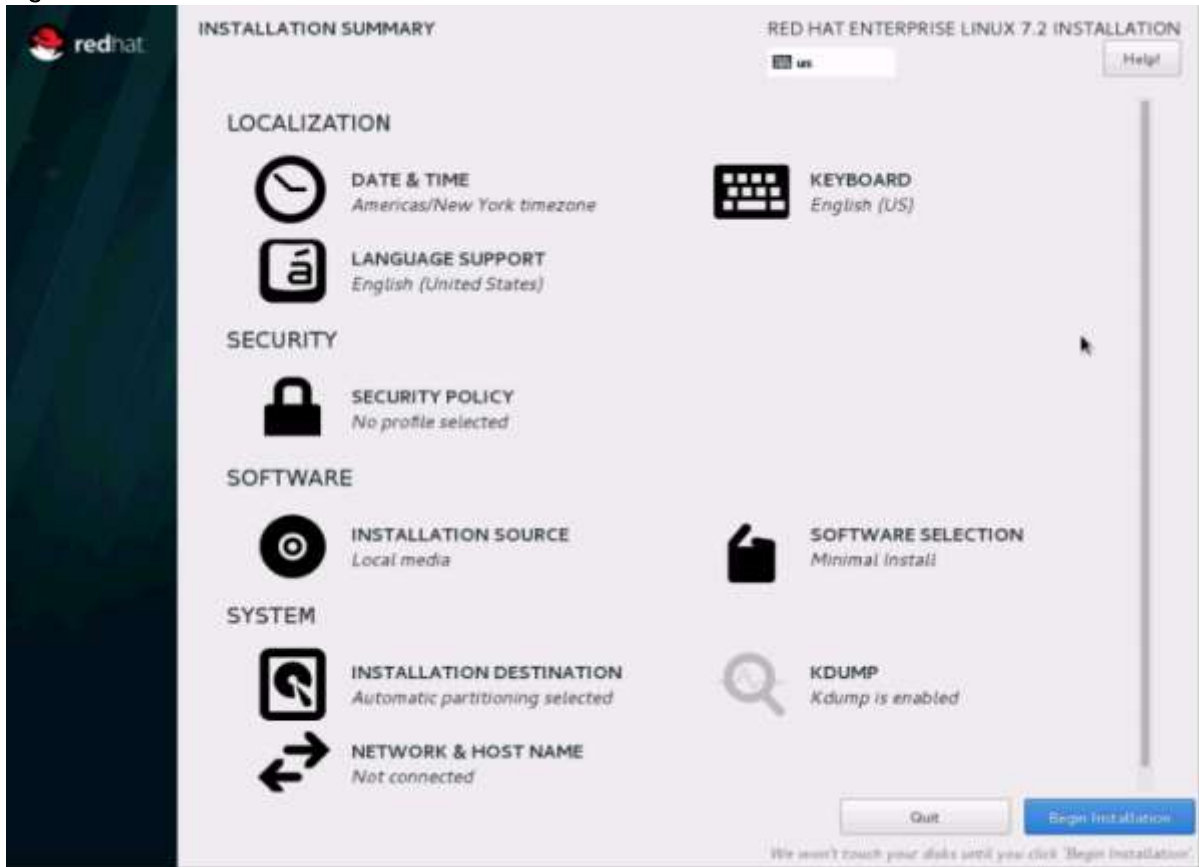 redhat
INSTALLATION SUMMARY
RED HAT ENTERPRISE LINUX 7.2 INSTALLATION
us
Help!
LOCALIZATION
DATE & TIME
Americas/New York timezone
KEYBOARD
English (US)
LANGUAGE SUPPORT
English (United States)
SECURITY
SECURITY POLICY
No profile selected
SOFTWARE
INSTALLATION SOURCE
Local media
SOFTWARE SELECTION
Minimal Install
SYSTEM
INSTALLATION DESTINATION
Automatic partitioning selected
KDUMP
Kdump is enabled
NETWORK & HOST NAME
Not connected
Quit
Begin Installation
We won't touch your disks until you click 'Begin Installation'.